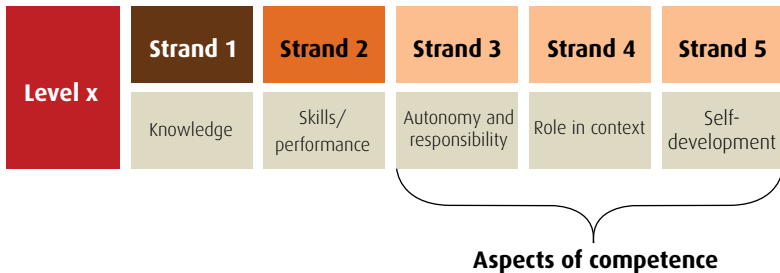 Level x
Strand 1
Strand 2
Strand 3
Strand 4
Strand 5
Knowledge
Skills/
performance
Autonomy and
responsibility
Role in context
Self-
development
Aspects of competence